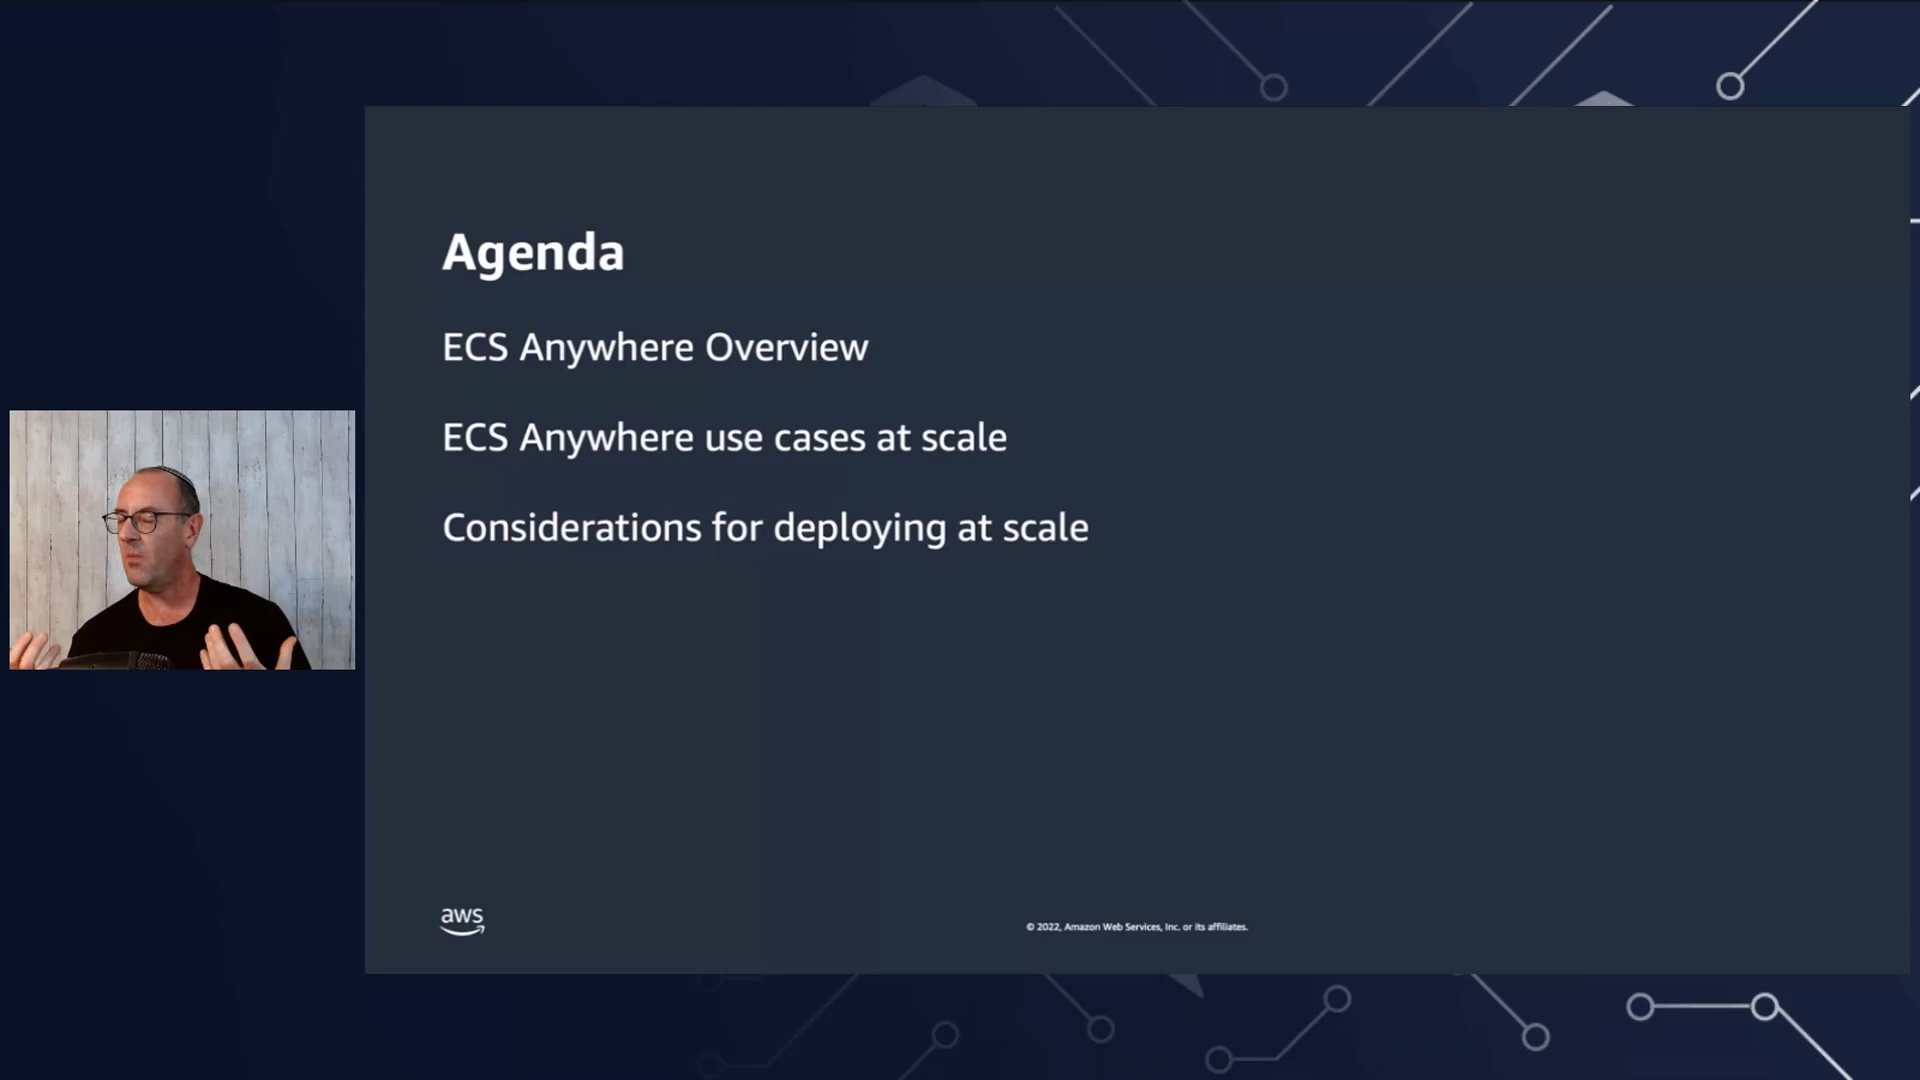 Agenda
ECS Anywhere Overview
ECS Anywhere use cases at scale
Considerations for deploying at scale
aws
© 2022, Amazon Web Services, Inc. or its affiliates.